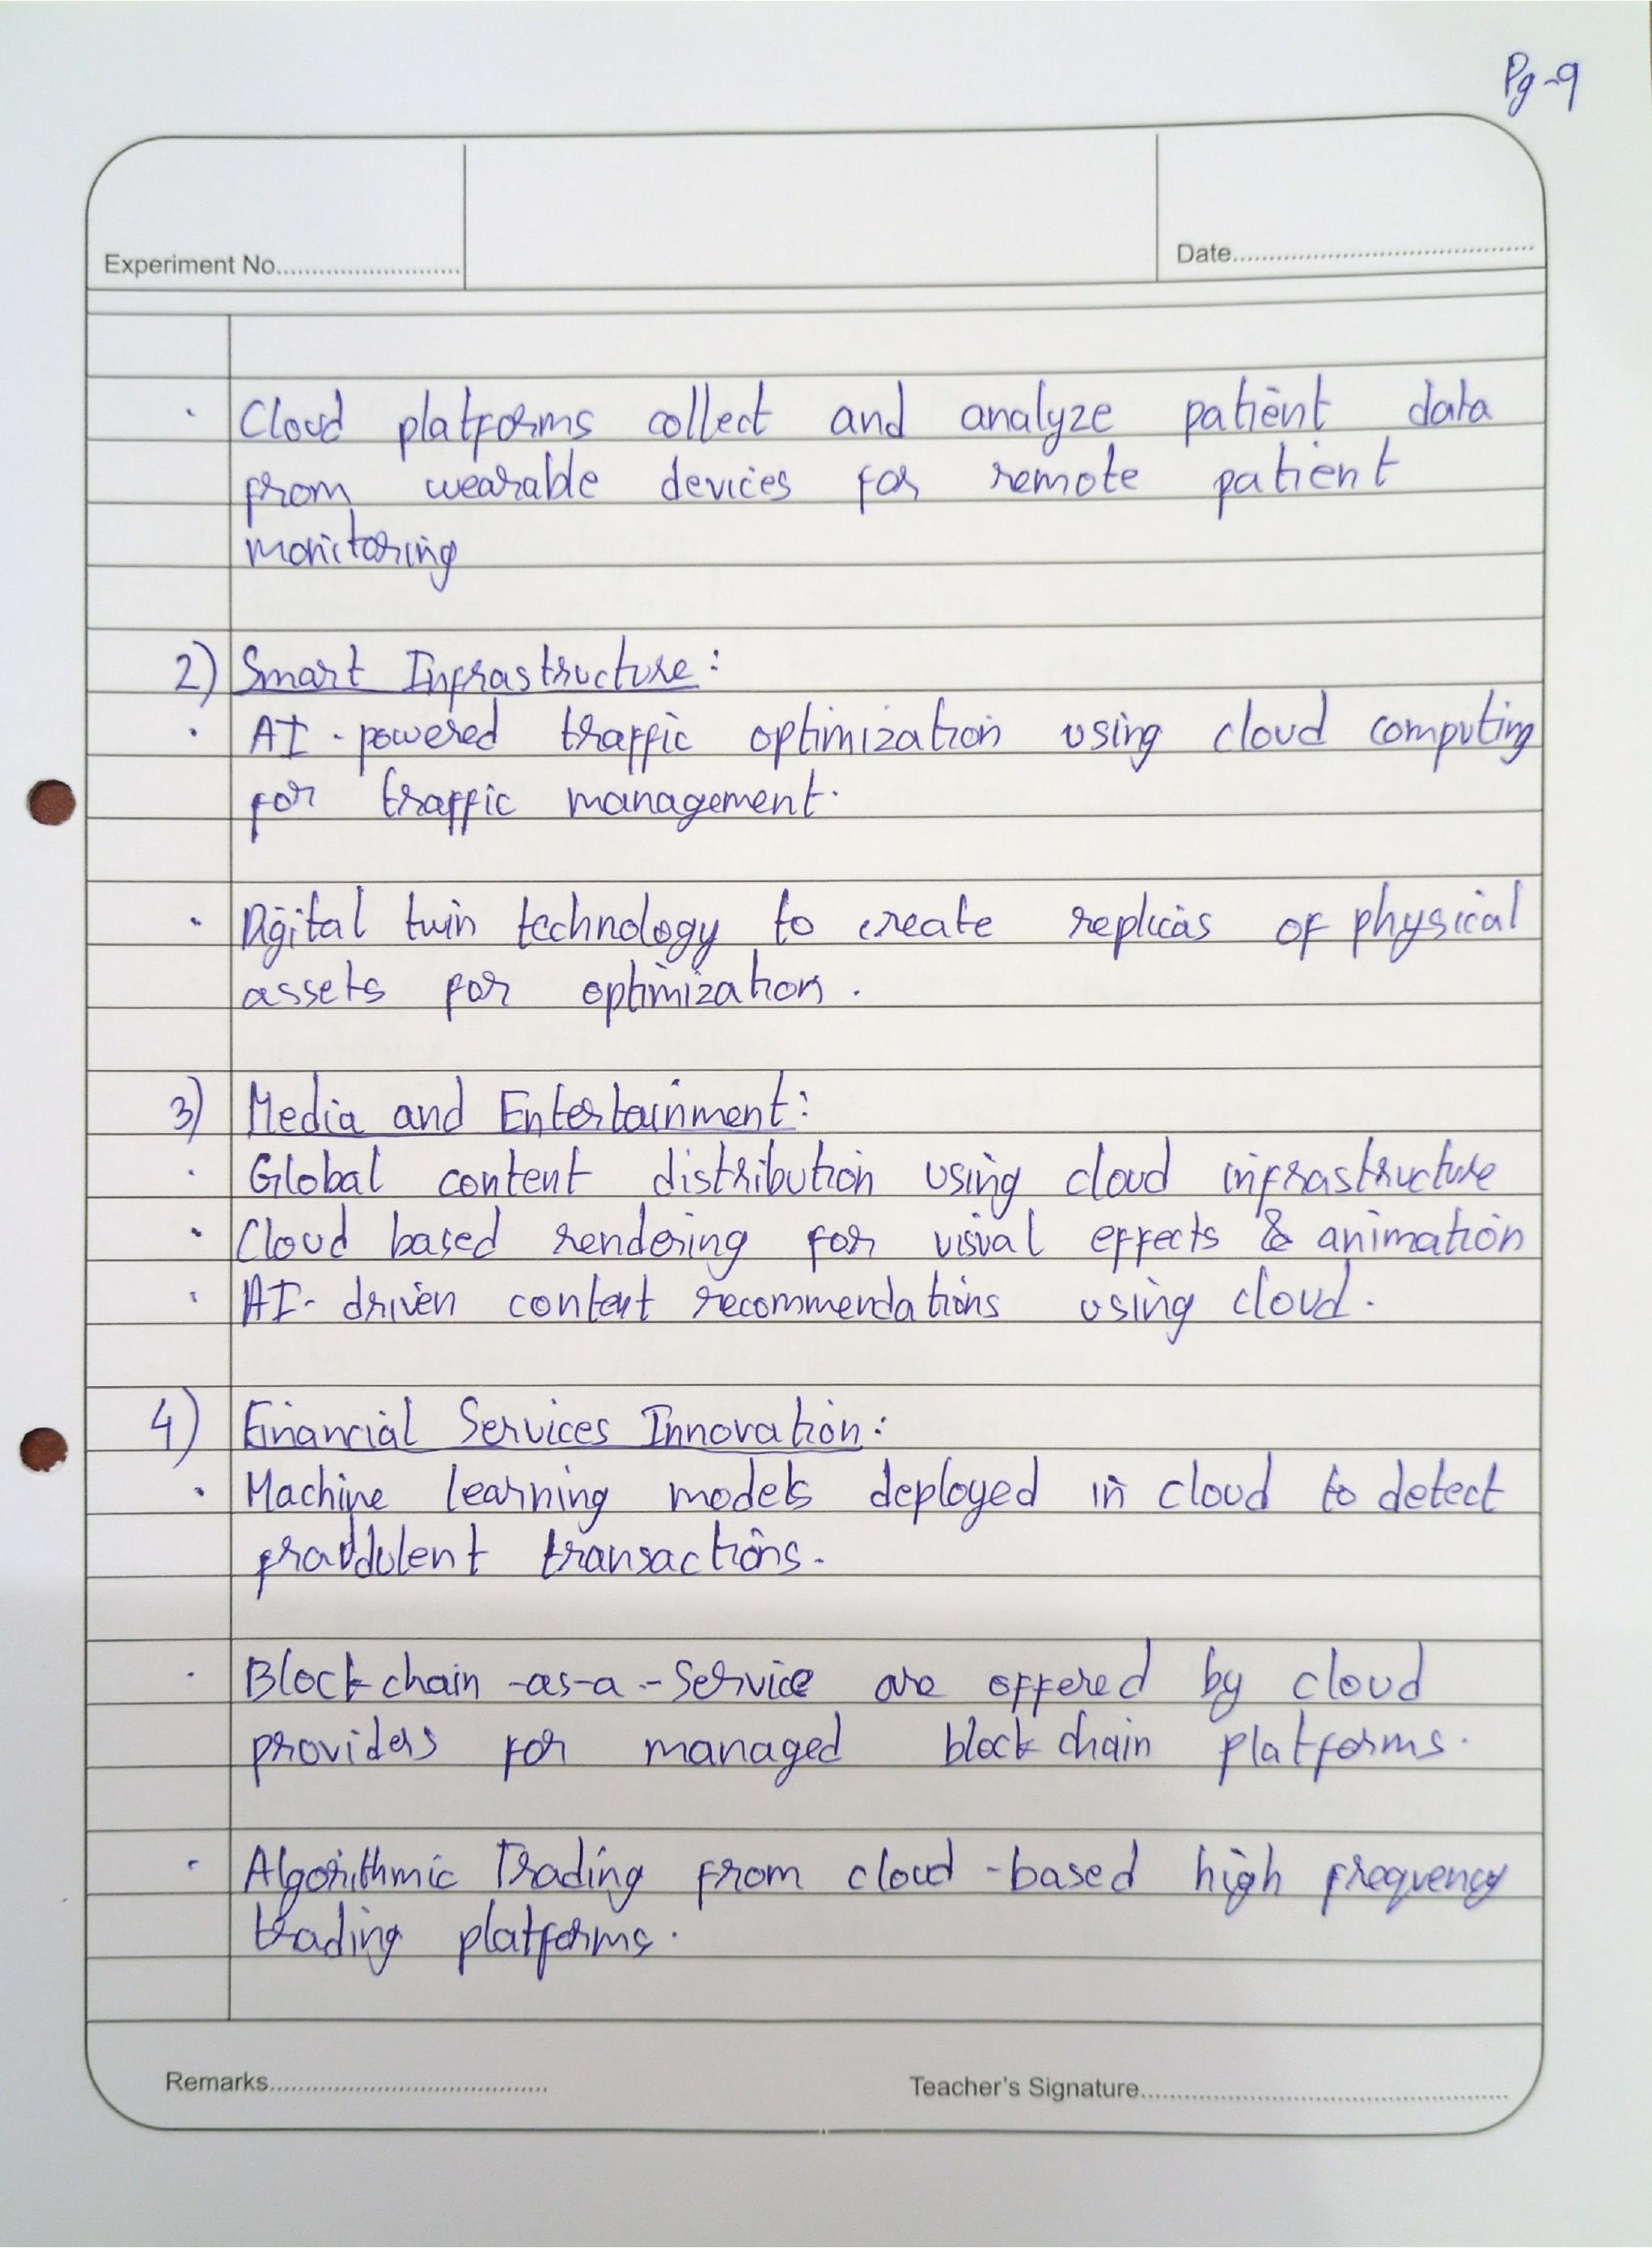 Pg-9
Experiment No..............................
Date..............................................
· Cloud platforms collect and analyze patient data
from wearable devices for remote patient
monitoring
2) Smart Infrastructure:
· AI-powered traffic optimization using cloud computing
for traffic management.
· Digital twin technology to create replicas of physical
assets for optimization.
3) Media and Entertainment:
· Global content distribution using cloud infrastructure
· Cloud based rendering for visual effects & animation
· AI-driven content recommendations using cloud.
4) Financial Services Innovation:
· Machine learning models deployed in cloud to detect
fraudulent transactions.
· Block chain-as-a-Service are offered by cloud
providers for managed block chain platforms.
· Algorithmic Trading from cloud-based high frequency
trading platforms.
Remarks.............................................
Teacher's Signature............................................................